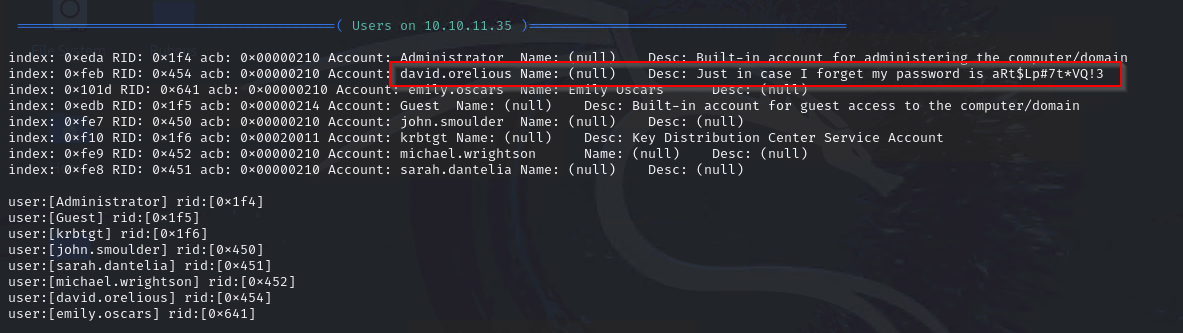 ( Users on 10.10.11.35 )
index: 0×eda RID: 0×1f4 acb: 0×00000210 Account: Administrator Name: (null) Desc: Built-in account for administering the computer/domain
index: 0×feb RID: 0×454 acb: 0×00000210 Account: david.orelious Name: (null) Desc: Just in case I forget my password is aRt$Lp#7t*VQ!3
index: 0×101d RID: 0×641 acb: 0×00000210 Account: emily.oscars Name: Emily Oscars Desc: (null)
index: 0×edb RID: 0×1f5 acb: 0×00000214 Account: Guest Name: (null) Desc: Built-in account for guest access to the computer/domain
index: 0×fe7 RID: 0×450 acb: 0×00000210 Account: john.smoulder Name: (null) Desc: (null)
index: 0×f10 RID: 0×1f6 acb: 0×00020011 Account: krbtgt Name: (null) Desc: Key Distribution Center Service Account
index: 0×fe9 RID: 0×452 acb: 0×00000210 Account: michael.wrightson Name: (null) Desc: (null)
index: 0×fe8 RID: 0×451 acb: 0×00000210 Account: sarah.dantelia Name: (null) Desc: (null)
user:[Administrator] rid:[0×1f4]
user:[Guest] rid:[0×1f5]
user:[krbtgt] rid:[0×1f6]
user:[john.smoulder] rid:[0×450]
user:[sarah.dantelia] rid:[0×451]
user:[michael.wrightson] rid:[0×452]
user:[david.orelious] rid:[0×454]
user:[emily.oscars] rid:[0×641]